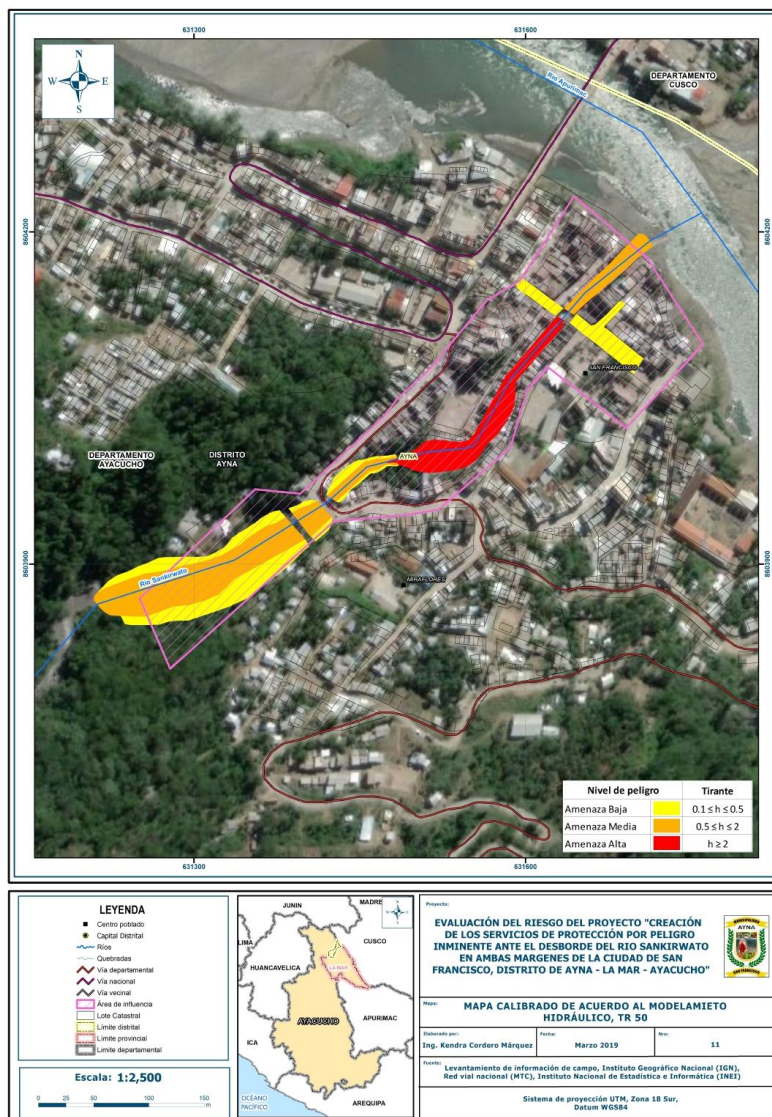 631300
631600
N
W
E
S
Rio Apurimac
DEPARTAMENTO
CUSCO
8604200
8604200
SAN FRANCISCO
DEPARTAMENTO
AYACUCHO
DISTRITO
AYNA
AYNA
8603900
8603900
Rio Sankirwato
MIRAFLORES
Nivel de peligro
Tirante
Amenaza Baja
0.1 ≤ h ≤ 0.5
Amenaza Media
0.5 ≤ h ≤ 2
Amenaza Alta
h ≥ 2
631300
631600
LEYENDA
Centro poblado
Capital Distrital
Ríos
Quebradas
Vía departamental
Vía nacional
Vía vecinal
Área de influencia
Lote Catastral
Límite distrital
Límite provincial
Límite departamental
Escala: 1:2,500
0 25 50 100 150
m
JUNIN
MADRE
LIMA
CUSCO
HUANCAVELICA
LA MAR
AYACUCHO
APURIMAC
ICA
OCÉANO
PACÍFICO
AREQUIPA
Proyecto:
EVALUACIÓN DEL RIESGO DEL PROYECTO "CREACIÓN
DE LOS SERVICIOS DE PROTECCIÓN POR PELIGRO
INMINENTE ANTE EL DESBORDE DEL RIO SANKIRWATO
EN AMBAS MARGENES DE LA CIUDAD DE SAN
FRANCISCO, DISTRITO DE AYNA - LA MAR - AYACUCHO"
MUNICIPALIDAD
AYNA
SAN FRANCISCO
Mapa:
MAPA CALIBRADO DE ACUERDO AL MODELAMIETO
HIDRÁULICO, TR 50
Elaborado por:
Ing. Kendra Cordero Márquez
Fecha:
Marzo 2019
Nro:
11
Fuente:
Levantamiento de información de campo, Instituto Geográfico Nacional (IGN),
Red vial nacional (MTC), Instituto Nacional de Estadística e Informática (INEI)
Sistema de proyección UTM, Zona 18 Sur,
Datum WGS84